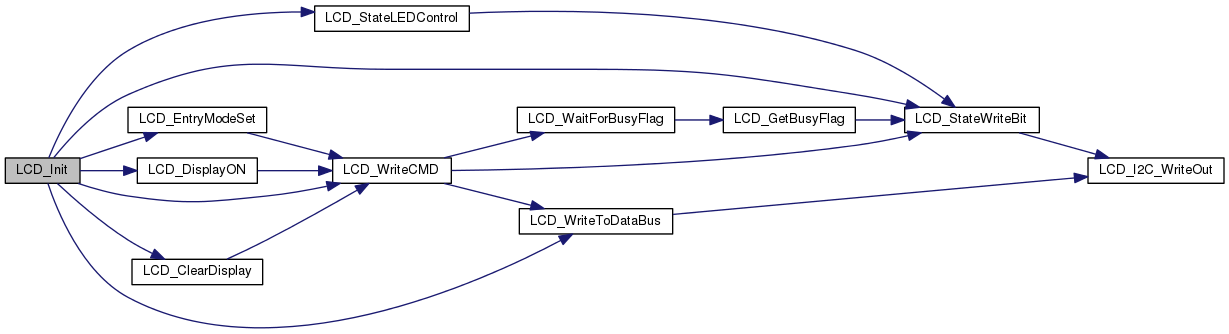 LCD_StateLEDControl
LCD_EntryModeSet
LCD_WaitForBusyFlag
LCD_GetBusyFlag
LCD_StateWriteBit
LCD_Init
LCD_DisplayON
LCD_WriteCMD
LCD_I2C_WriteOut
LCD_WriteToDataBus
LCD_ClearDisplay